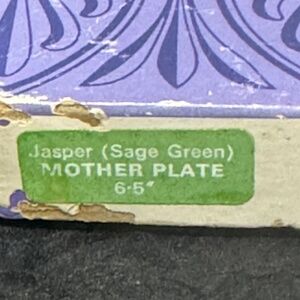 Jasper (Sage Green)
MOTHER PLATE
6·5"